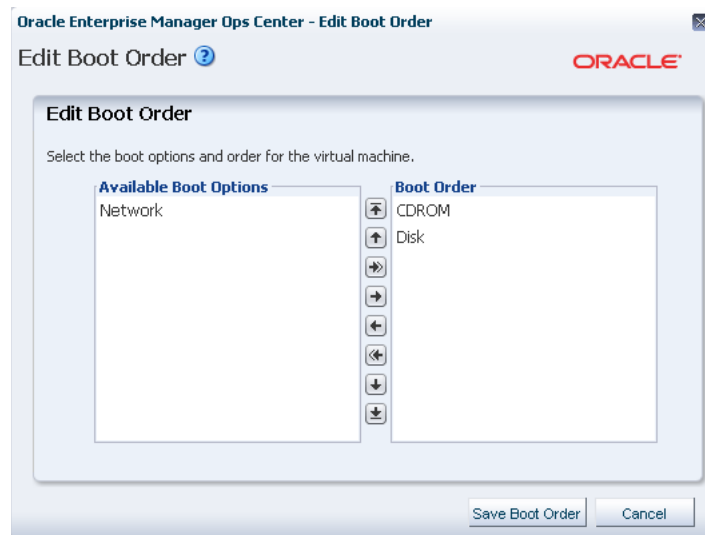 Oracle Enterprise Manager Ops Center - Edit Boot Order
Edit Boot Order
ORACLE
Edit Boot Order
Select the boot options and order for the virtual machine.
Available Boot Options
Network
Boot Order
CDROM
Disk
Save Boot Order
Cancel